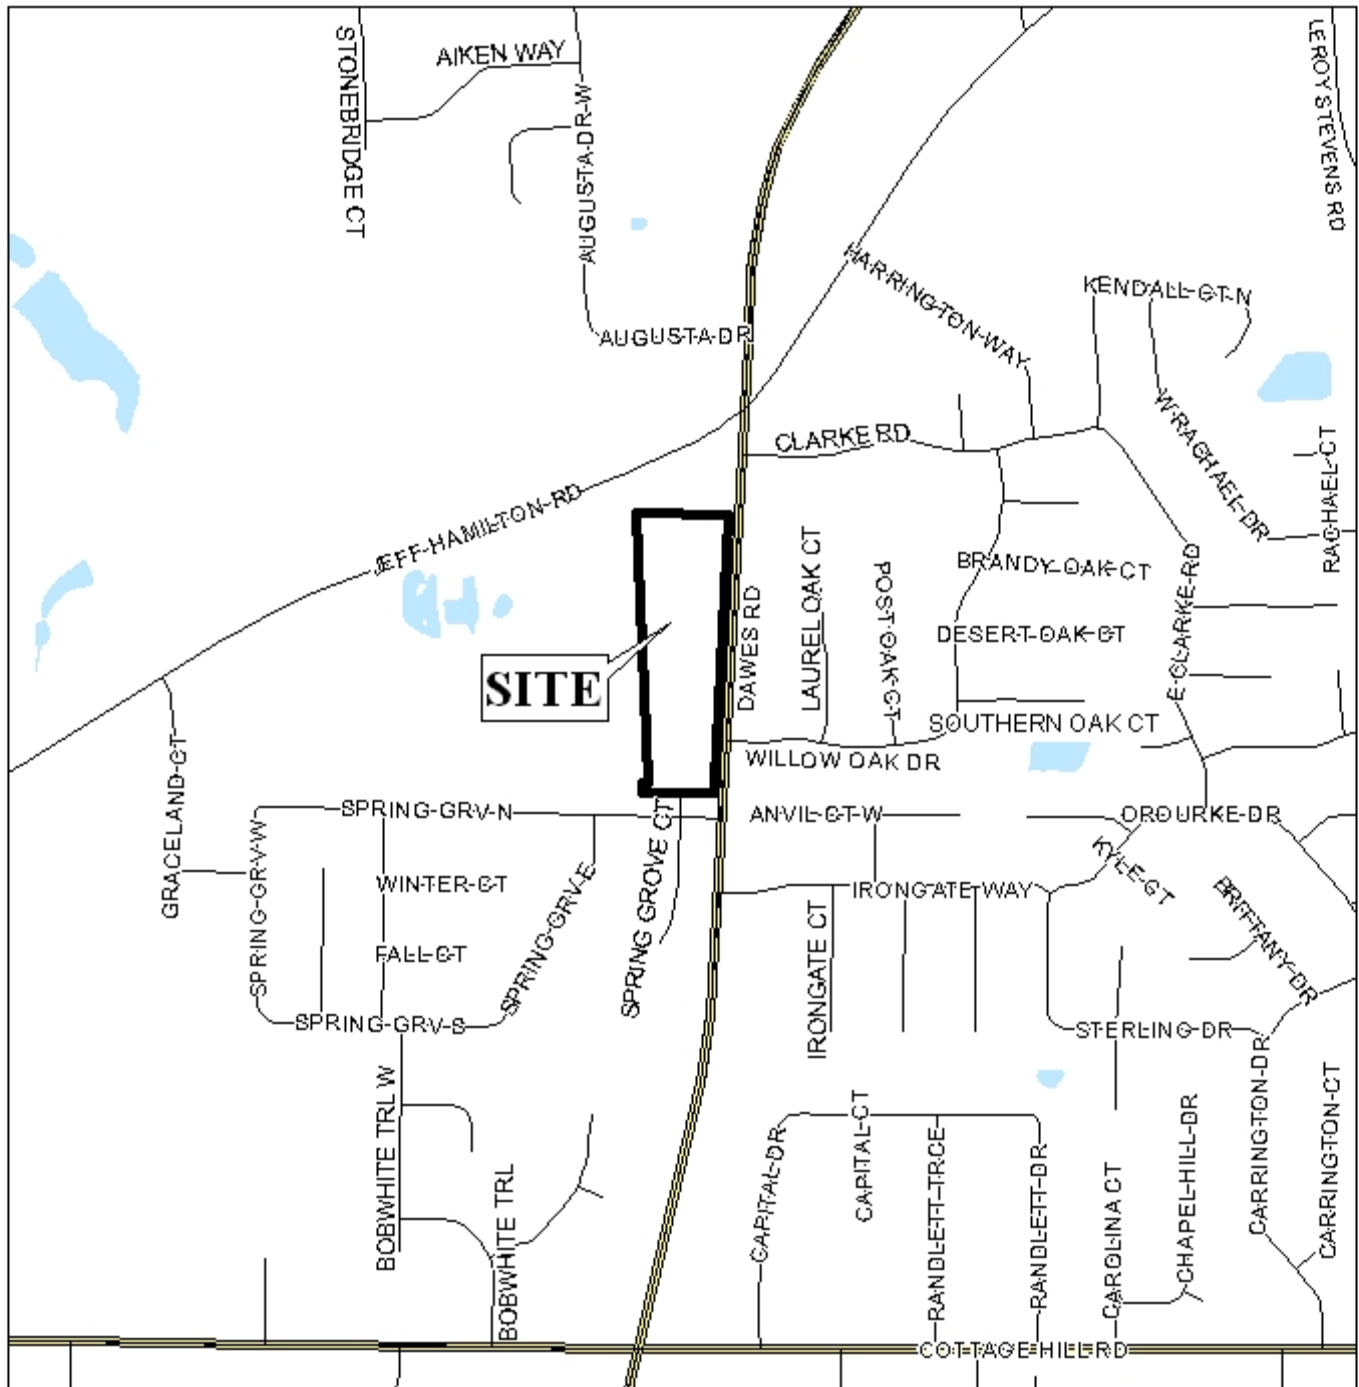 STONEBRIDGE CT
AIKEN WAY
AUGUSTA DR W
LEROY STEVENS RD
HARRINGTON WAY
KENDALL CT N
AUGUSTA DR
W RACHAEL DR
CLARKE RD
RACHAEL CT
JEFF HAMILTON RD
LAUREL OAK CT
POST OAK CT
BRANDY OAK CT
E CLARKE RD
DAWES RD
DESERT OAK CT
SITE
SOUTHERN OAK CT
WILLOW OAK DR
GRACELAND CT
SPRING GRV N
SPRING GROVE CT
ANVIL CT W
OROURKE DR
SPRING GRV W
KYLE CT
WINTER CT
SPRING GRV E
IRONGATE WAY
BRITTANY DR
IRONGATE CT
FALL CT
SPRING GRV S
STERLING DR
BOBWHITE TRL W
CAPITAL CT
CAPITAL DR
RANDLETT TRCE
RANDLETT DR
CAROLINA CT
CHAPEL HILL DR
CARRINGTON DR
CARRINGTON CT
BOBWHITE TRL
COTTAGE HILL RD